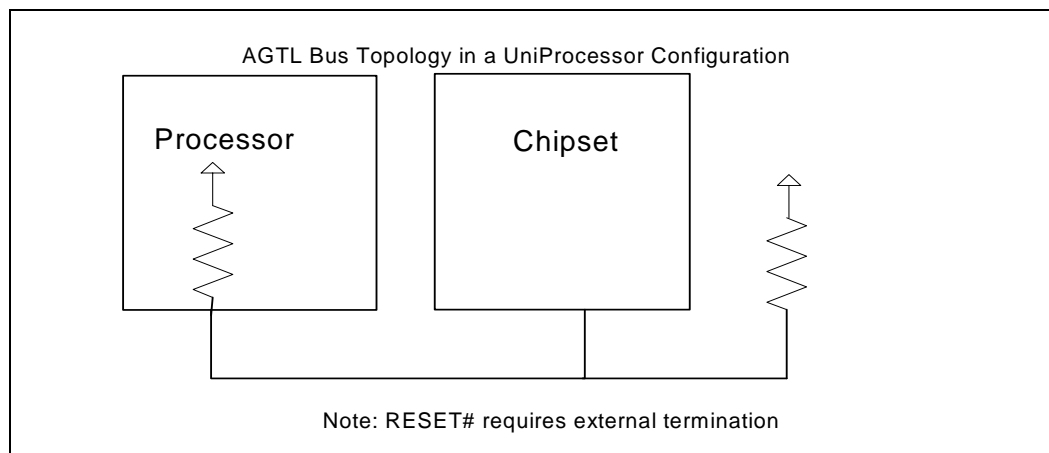 AGTL Bus Topology in a UniProcessor Configuration
Processor
Chipset
Note: RESET# requires external termination